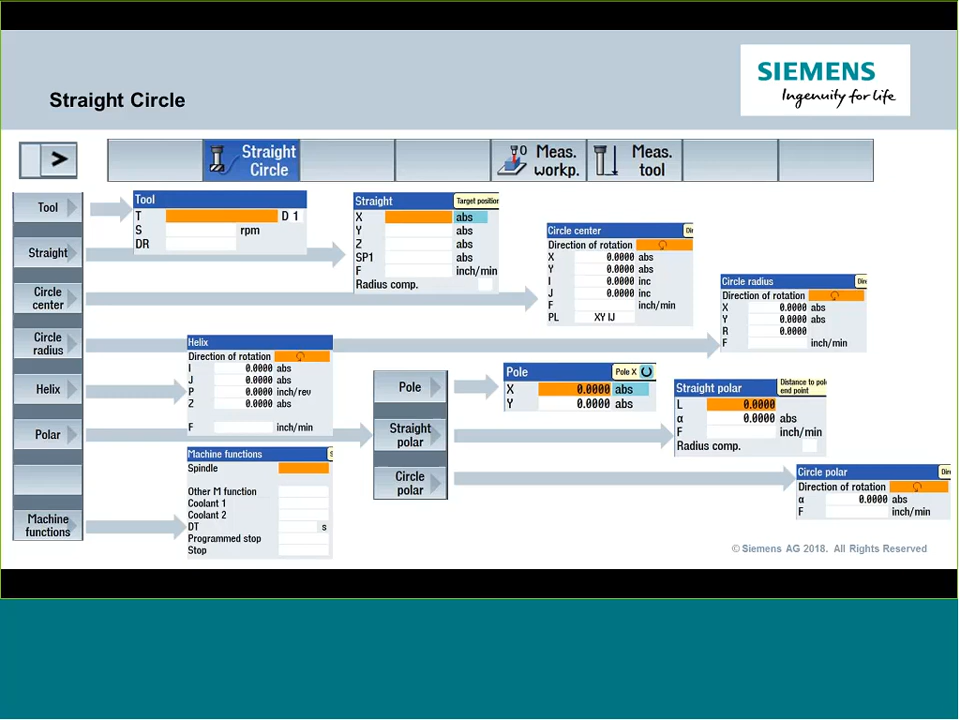 SIEMENS
Ingenuity for life
Straight Circle
>
Straight
Circle
Meas.
workp.
Meas.
tool
Tool
Straight
Circle
center
Circle
radius
Helix
Polar
Machine
functions
Tool
T D 1
S rpm
DR
Straight Target position
X abs
Y abs
Z abs
SP1 abs
F inch/min
Radius comp.
Circle center
Direction of rotation
X 0.0000 abs
Y 0.0000 abs
I 0.0000 inc
J 0.0000 inc
F inch/min
PL XY IJ
Circle radius
Direction of rotation
X 0.0000 abs
Y 0.0000 abs
R 0.0000
F inch/min
Helix
Direction of rotation
I 0.0000 abs
J 0.0000 abs
P 0.0000 inch/rev
Z 0.0000 abs
F inch/min
Pole
Straight
polar
Circle
polar
Pole Pole X
X 0.0000 abs
Y 0.0000 abs
Straight polar Distance to pole
end point
L 0.0000
α 0.0000 abs
F inch/min
Radius comp.
Circle polar
Direction of rotation
α 0.0000 abs
F inch/min
Machine functions
Spindle
Other M function
Coolant 1
Coolant 2
DT s
Programmed stop
Stop
© Siemens AG 2018. All Rights Reserved